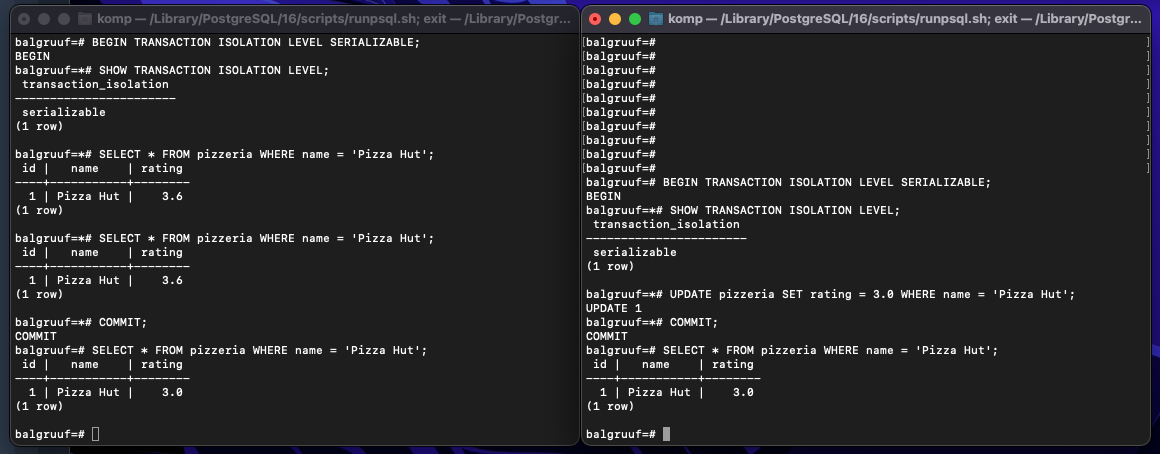 komp — /Library/PostgreSQL/16/scripts/runpsql.sh; exit — /Library/Postgr...
balgruuf=# BEGIN TRANSACTION ISOLATION LEVEL SERIALIZABLE;
BEGIN
balgruuf=*# SHOW TRANSACTION ISOLATION LEVEL;
 transaction_isolation
-----------------------
 serializable
(1 row)

balgruuf=*# SELECT * FROM pizzeria WHERE name = 'Pizza Hut';
 id |   name    | rating
----+-----------+--------
  1 | Pizza Hut |    3.6
(1 row)

balgruuf=*# SELECT * FROM pizzeria WHERE name = 'Pizza Hut';
 id |   name    | rating
----+-----------+--------
  1 | Pizza Hut |    3.6
(1 row)

balgruuf=*# COMMIT;
COMMIT
balgruuf=# SELECT * FROM pizzeria WHERE name = 'Pizza Hut';
 id |   name    | rating
----+-----------+--------
  1 | Pizza Hut |    3.0
(1 row)

balgruuf=#
komp — /Library/PostgreSQL/16/scripts/runpsql.sh; exit — /Library/Postgr...
[balgruuf=# ]
[balgruuf=# ]
[balgruuf=# ]
[balgruuf=# ]
[balgruuf=# ]
[balgruuf=# ]
[balgruuf=# ]
[balgruuf=# ]
[balgruuf=# ]
[balgruuf=# ]
balgruuf=# BEGIN TRANSACTION ISOLATION LEVEL SERIALIZABLE;
BEGIN
balgruuf=*# SHOW TRANSACTION ISOLATION LEVEL;
 transaction_isolation
-----------------------
 serializable
(1 row)

balgruuf=*# UPDATE pizzeria SET rating = 3.0 WHERE name = 'Pizza Hut';
UPDATE 1
balgruuf=*# COMMIT;
COMMIT
balgruuf=# SELECT * FROM pizzeria WHERE name = 'Pizza Hut';
 id |   name    | rating
----+-----------+--------
  1 | Pizza Hut |    3.0
(1 row)

balgruuf=#